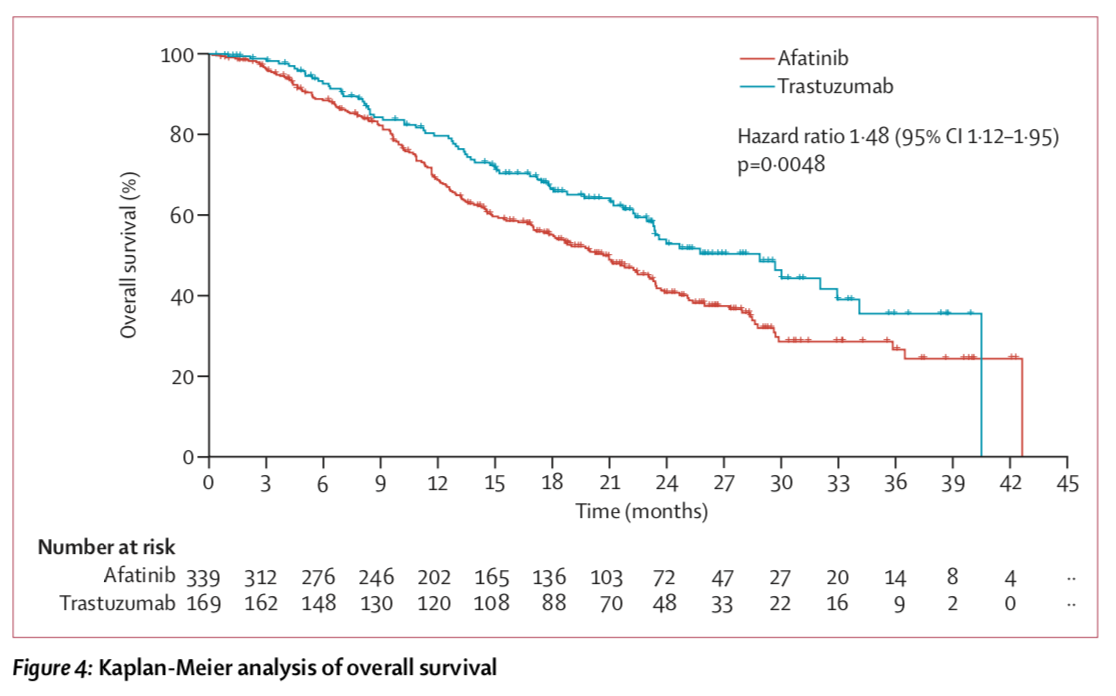 100
80
60
40
20
0
Overall survival (%)
Afatinib
Trastuzumab
Hazard ratio 1·48 (95% CI 1·12–1·95)
p=0·0048
0 3 6 9 12 15 18 21 24 27 30 33 36 39 42 45
Time (months)
Number at risk
Afatinib 339 312 276 246 202 165 136 103 72 47 27 20 14 8 4 ··
Trastuzumab 169 162 148 130 120 108 88 70 48 33 22 16 9 2 0 ··
Figure 4: Kaplan-Meier analysis of overall survival